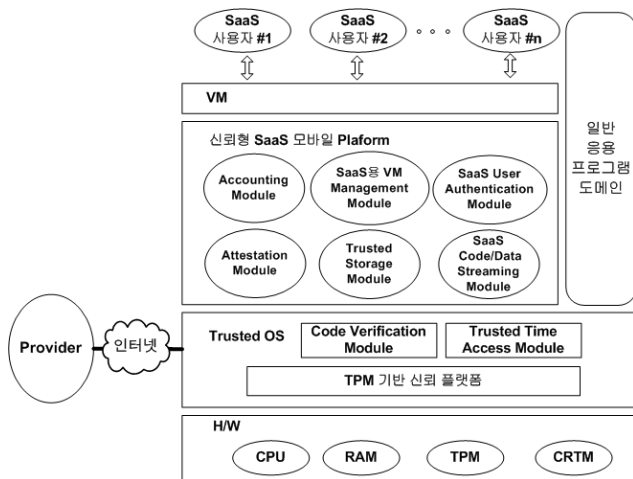 SaaS
사용자 #1
SaaS
사용자 #2
SaaS
사용자 #n
VM
일반
응용
프로그램
도메인
신뢰형 SaaS 모바일 Plaform
Accounting
Module
SaaS용 VM
Management
Module
SaaS User
Authentication
Module
Attestation
Module
Trusted
Storage
Module
SaaS
Code/Data
Streaming
Module
Provider
인터넷
Trusted OS
Code Verification
Module
Trusted Time
Access Module
TPM 기반 신뢰 플랫폼
H/W
CPU
RAM
TPM
CRTM